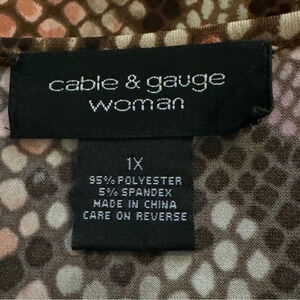 cable & gauge
woman
1X
95% POLYESTER
5% SPANDEX
MADE IN CHINA
CARE ON REVERSE